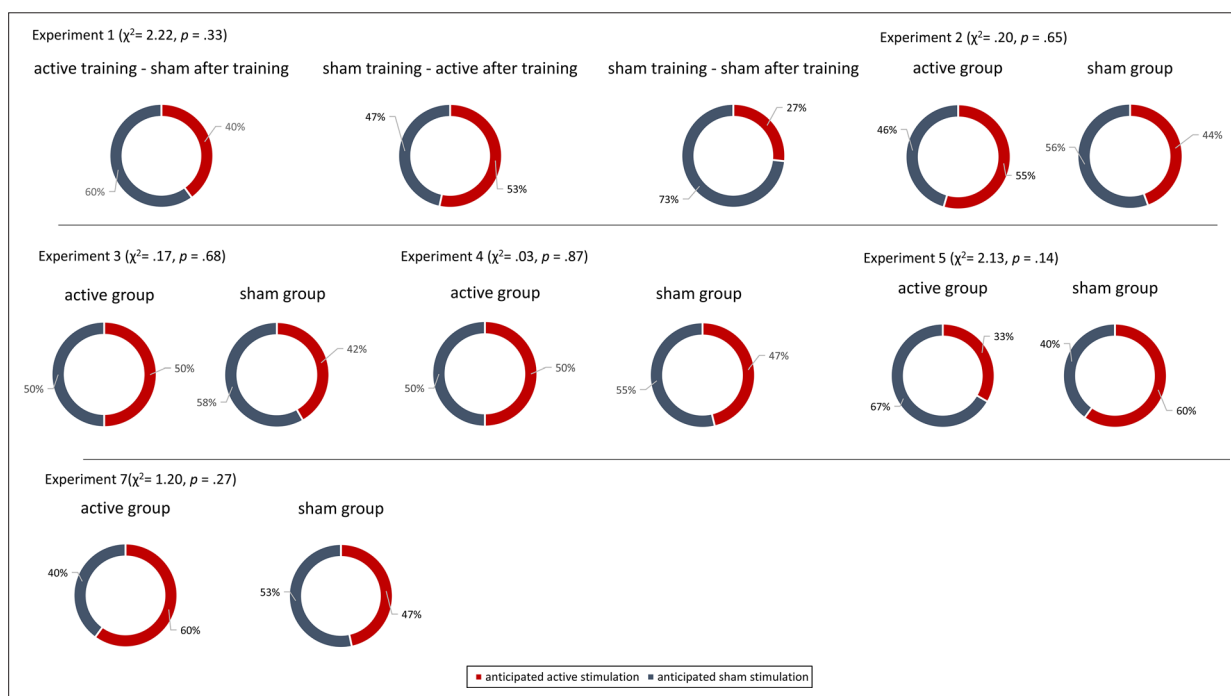 Experiment 1 (χ²= 2.22, p = .33)
Experiment 2 (χ²= .20, p = .65)
active training - sham after training
sham training - active after training
sham training - sham after training
active group
sham group
40%
60%
47%
53%
27%
73%
46%
55%
56%
44%
Experiment 3 (χ²= .17, p = .68)
Experiment 4 (χ²= .03, p = .87)
Experiment 5 (χ²= 2.13, p = .14)
active group
sham group
active group
sham group
active group
sham group
50%
50%
42%
58%
50%
50%
47%
55%
33%
67%
40%
60%
Experiment 7(χ²= 1.20, p = .27)
active group
sham group
40%
60%
53%
47%
anticipated active stimulation
anticipated sham stimulation